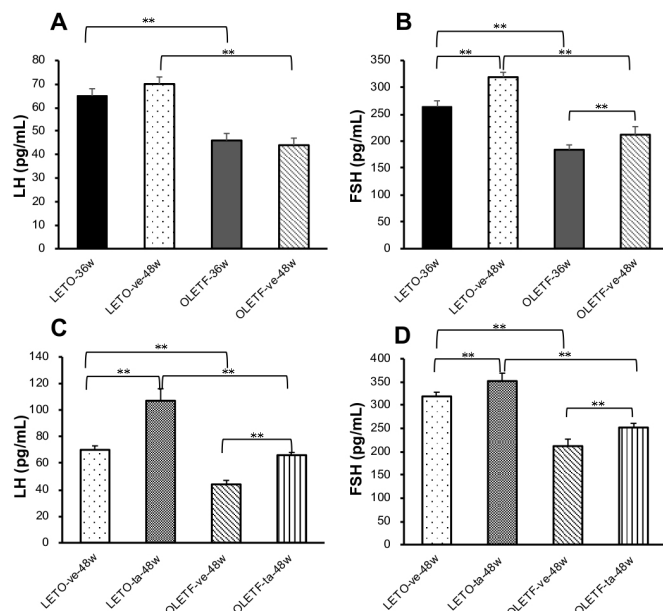 A
**
**
80
70
60
50
40
30
20
10
0
LH (pg/mL)
LETO-36w
LETO-ve-48w
OLETF-36w
OLETF-ve-48w
B
**
**
**
**
350
300
250
200
150
100
50
0
FSH (pg/mL)
LETO-36w
LETO-ve-48w
OLETF-36w
OLETF-ve-48w
C
**
**
**
**
140
120
100
80
60
40
20
0
LH (pg/mL)
LETO-ve-48w
LETO-ta-48w
OLETF-ve-48w
OLETF-ta-48w
D
**
**
**
**
400
350
300
250
200
150
100
50
0
FSH (pg/mL)
LETO-ve-48w
LETO-ta-48w
OLETF-ve-48w
OLETF-ta-48w